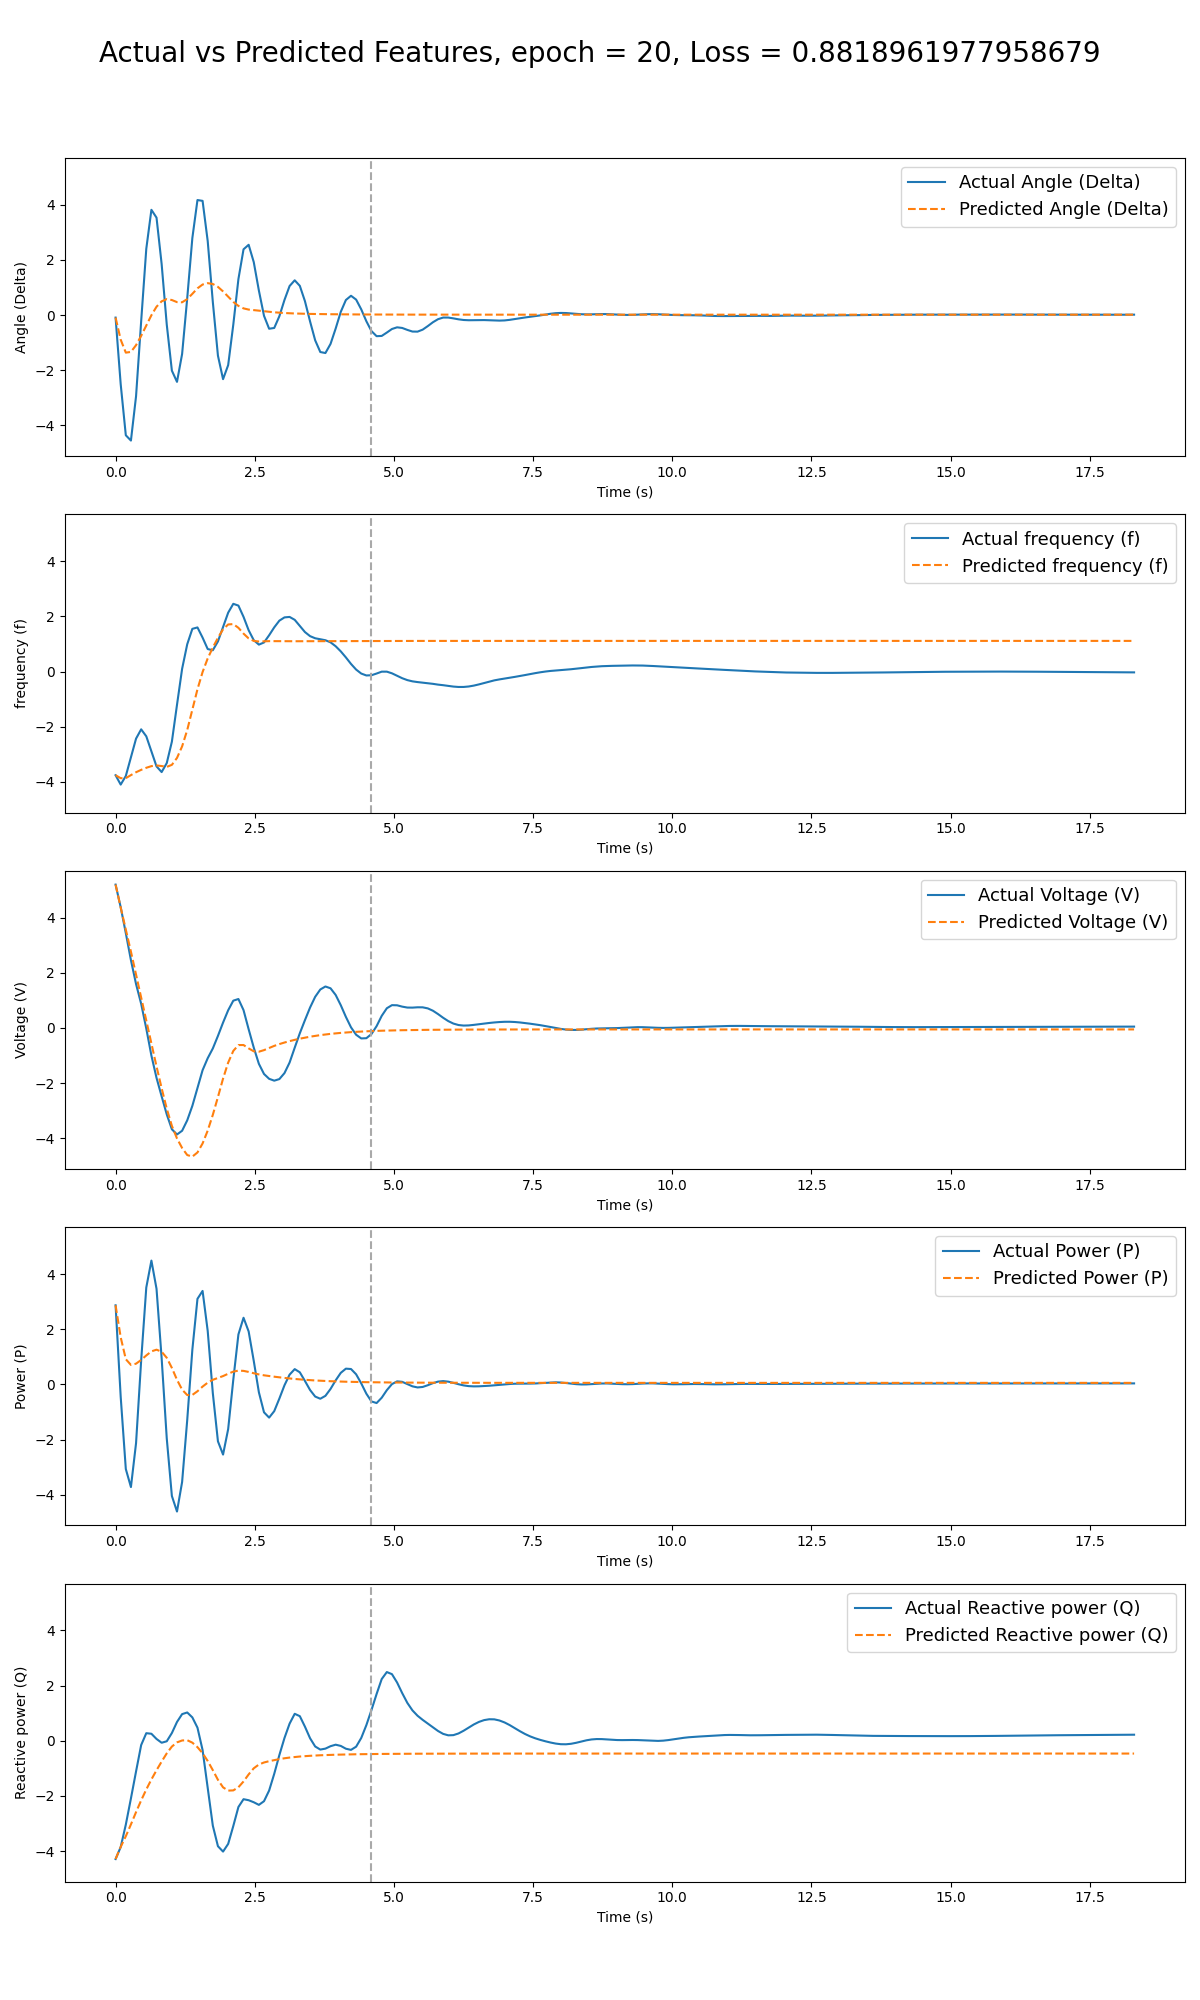 Actual vs Predicted Features, epoch = 20, Loss = 0.8818961977958679
Actual Angle (Delta)
Predicted Angle (Delta)
Angle (Delta)
4
2
0
−2
−4
0.0 2.5 5.0 7.5 10.0 12.5 15.0 17.5
Time (s)
Actual frequency (f)
Predicted frequency (f)
frequency (f)
4
2
0
−2
−4
0.0 2.5 5.0 7.5 10.0 12.5 15.0 17.5
Time (s)
Actual Voltage (V)
Predicted Voltage (V)
Voltage (V)
4
2
0
−2
−4
0.0 2.5 5.0 7.5 10.0 12.5 15.0 17.5
Time (s)
Actual Power (P)
Predicted Power (P)
Power (P)
4
2
0
−2
−4
0.0 2.5 5.0 7.5 10.0 12.5 15.0 17.5
Time (s)
Actual Reactive power (Q)
Predicted Reactive power (Q)
Reactive power (Q)
4
2
0
−2
−4
0.0 2.5 5.0 7.5 10.0 12.5 15.0 17.5
Time (s)